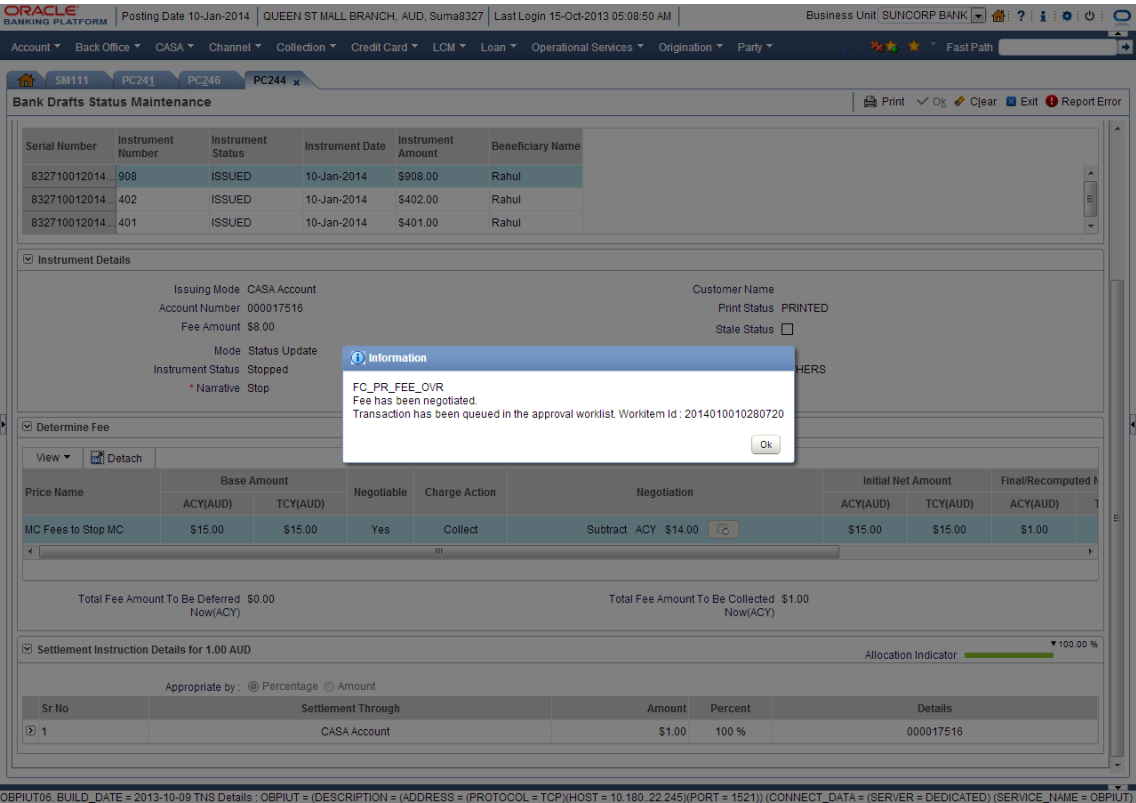 ORACLE®
BANKING PLATFORM
Posting Date 10-Jan-2014 QUEEN ST MALL BRANCH, AUD, Suma8327 Last Login 15-Oct-2013 05:08:50 AM Business Unit SUNCORP BANK
Account Back Office CASA Channel Collection Credit Card LCM Loan Operational Services Origination Party Fast Path
SM111 PC241 PC246 PC244 x
Bank Drafts Status Maintenance Print Ok Clear Exit Report Error
Serial Number Instrument Number Instrument Status Instrument Date Instrument Amount Beneficiary Name
832710012014... 908 ISSUED 10-Jan-2014 $908.00 Rahul
832710012014... 402 ISSUED 10-Jan-2014 $402.00 Rahul
832710012014... 401 ISSUED 10-Jan-2014 $401.00 Rahul
Instrument Details
Issuing Mode CASA Account Customer Name
Account Number 000017516 Print Status PRINTED
Fee Amount $8.00 Stale Status
Mode Status Update
Instrument Status Stopped HERS
* Narrative Stop
Information
FC_PR_FEE_OVR
Fee has been negotiated.
Transaction has been queued in the approval worklist. Workitem Id : 2014010010280720
Ok
Determine Fee
View Detach
Price Name Base Amount Negotiable Charge Action Negotiation Initial Net Amount Final/Recomputed N
ACY(AUD) TCY(AUD) ACY(AUD) TCY(AUD) ACY(AUD)
MC Fees to Stop MC $15.00 $15.00 Yes Collect Subtract ACY $14.00 $15.00 $15.00 $1.00
Total Fee Amount To Be Deferred $0.00 Total Fee Amount To Be Collected $1.00
Now(ACY) Now(ACY)
Settlement Instruction Details for 1.00 AUD 100.00 %
Allocation Indicator
Appropriate by : Percentage Amount
Sr No Settlement Through Amount Percent Details
1 CASA Account $1.00 100 % 000017516
OBPIUT06. BUILD_DATE = 2013-10-09 TNS Details : OBPIUT = (DESCRIPTION = (ADDRESS = (PROTOCOL = TCP)(HOST = 10.180..22.245)(PORT = 1521)) (CONNECT_DATA = (SERVER = DEDICATED) (SERVICE_NAME = OBPIUT)